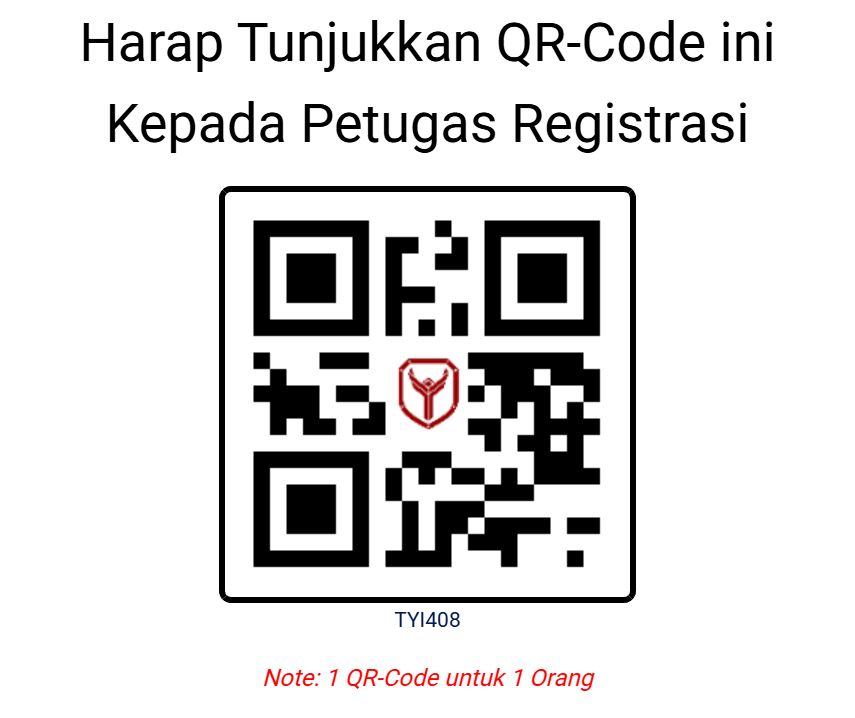 Harap Tunjukkan QR-Code ini
Kepada Petugas Registrasi
TYI408
Note: 1 QR-Code untuk 1 Orang